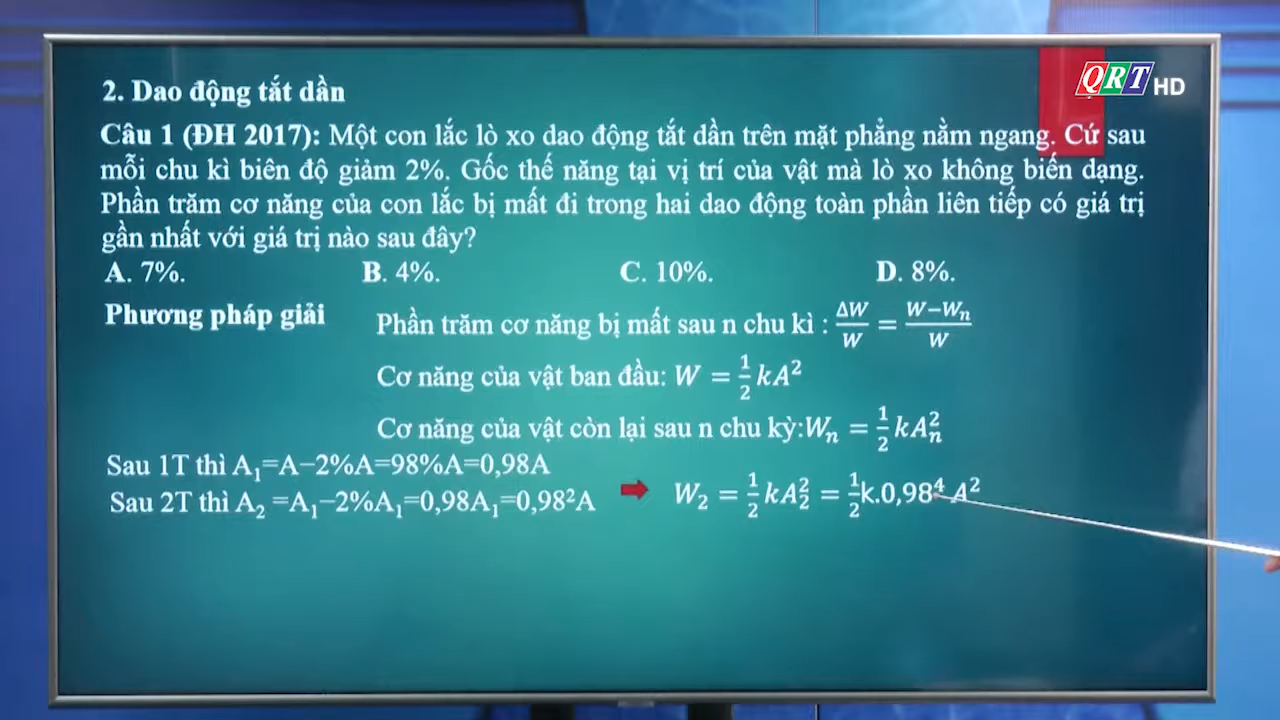 QRT HD
2. Dao động tắt dần
Câu 1 (ĐH 2017): Một con lắc lò xo dao động tắt dần trên mặt phẳng nằm ngang. Cứ sau
mỗi chu kì biên độ giảm 2%. Gốc thế năng tại vị trí của vật mà lò xo không biến dạng.
Phần trăm cơ năng của con lắc bị mất đi trong hai dao động toàn phần liên tiếp có giá trị
gần nhất với giá trị nào sau đây?
A. 7%. B. 4%. C. 10%. D. 8%.
Phương pháp giải
Phần trăm cơ năng bị mất sau n chu kì : ΔW/W = (W−Wₙ)/W
Cơ năng của vật ban đầu: W = 1/2 kA²
Cơ năng của vật còn lại sau n chu kỳ:Wₙ = 1/2 kAₙ²
Sau 1T thì A₁=A−2%A=98%A=0,98A
Sau 2T thì A₂ =A₁−2%A₁=0,98A₁=0,98²A
W₂ = 1/2 kA₂² = 1/2 k.0,98⁴ A²